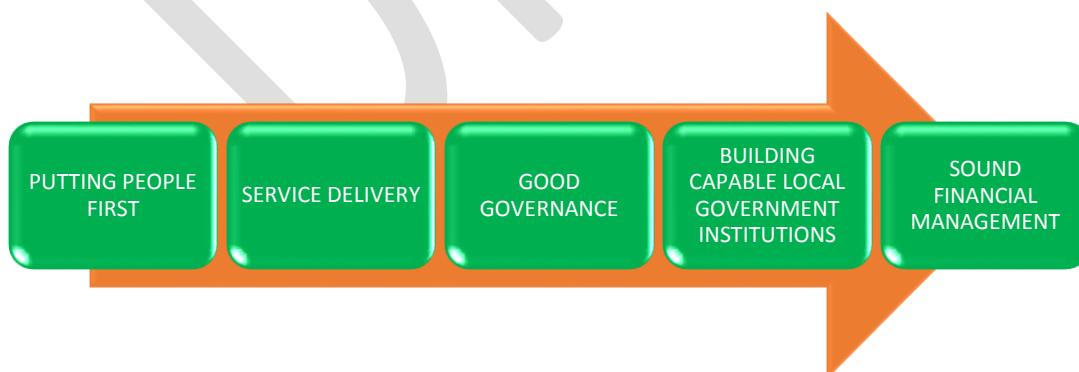 PUTTING PEOPLE
FIRST
SERVICE DELIVERY
GOOD
GOVERNANCE
BUILDING
CAPABLE LOCAL
GOVERNMENT
INSTITUTIONS
SOUND
FINANCIAL
MANAGEMENT